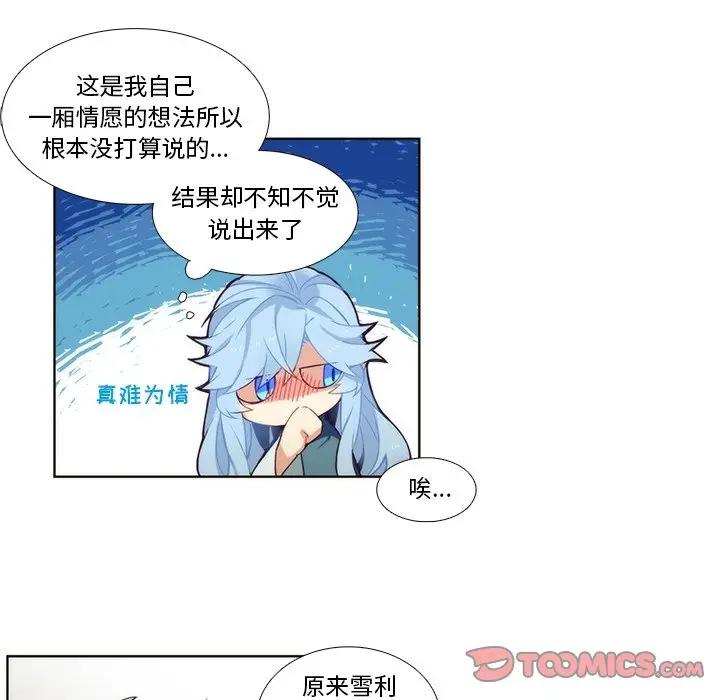 这是我自己
一厢情愿的想法所以
根本没打算说的...
结果却不知不觉
说出来了
真难为情
唉...
原来雪利
TOOMICS.COM